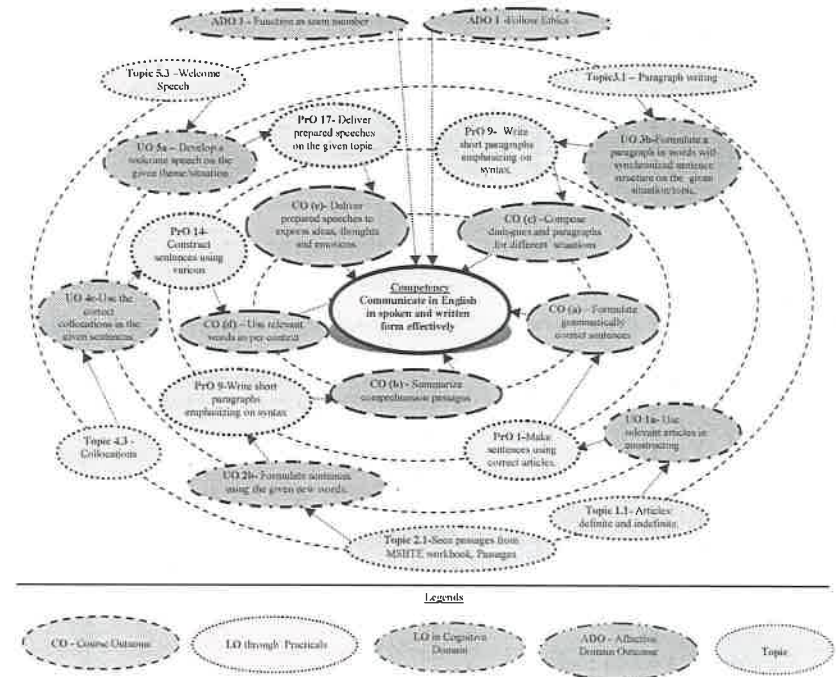 ADO 3 - Function as team member
ADO 1 -Follow Ethics
Topic 5.3 –Welcome
Speech
Topic3.1 – Paragraph writing
PrO 17- Deliver
prepared speeches
on the given topic
PrO 9- Write
short paragraphs
emphasizing on
syntax.
UO 5a – Develop a
welcome speech on the
given theme/situation
UO 3b-Formulate a
paragraph in words with
synchronized sentence
structure on the given
situation/topic.
CO (e)- Deliver
prepared speeches to
express ideas, thoughts
and emotions
CO (c) –Compose
dialogues and paragraphs
for different situations
PrO 14-
Construct
sentences using
various
Competency
Communicate in English
in spoken and written
form effectively
UO 4c-Use the
correct
collocations in the
given sentences
CO (d) – Use relevant
words as per context
CO (a) – Formulate
grammatically
correct sentences
CO (b) - Summarize
comprehension passages
PrO 9-Write short
paragraphs
emphasizing on syntax
UO 1a- Use
relevant articles in
constructing
PrO 1-Make
sentences using
correct articles.
Topic 4.3 -
Collocations
UO 2b- Formulate sentences
using the given new words.
Topic 1.1- Articles:
definite and indefinite.
Topic 2.1-Seen passages from
MSBTE workbook, Passages
Legends
CO - Course Outcome
LO through Practicals
LO in Cognitive
Domain
ADO - Affective
Domain Outcome
Topic